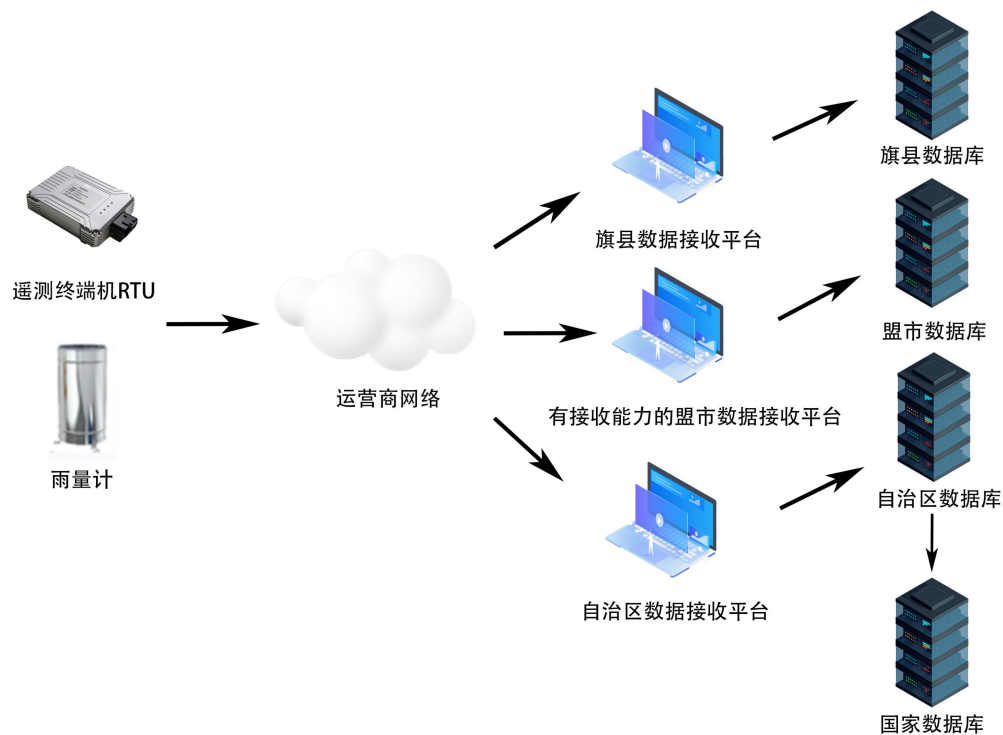 旗县数据库
旗县数据接收平台
遥测终端机RTU
盟市数据库
运营商网络
有接收能力的盟市数据接收平台
雨量计
自治区数据库
自治区数据接收平台
国家数据库